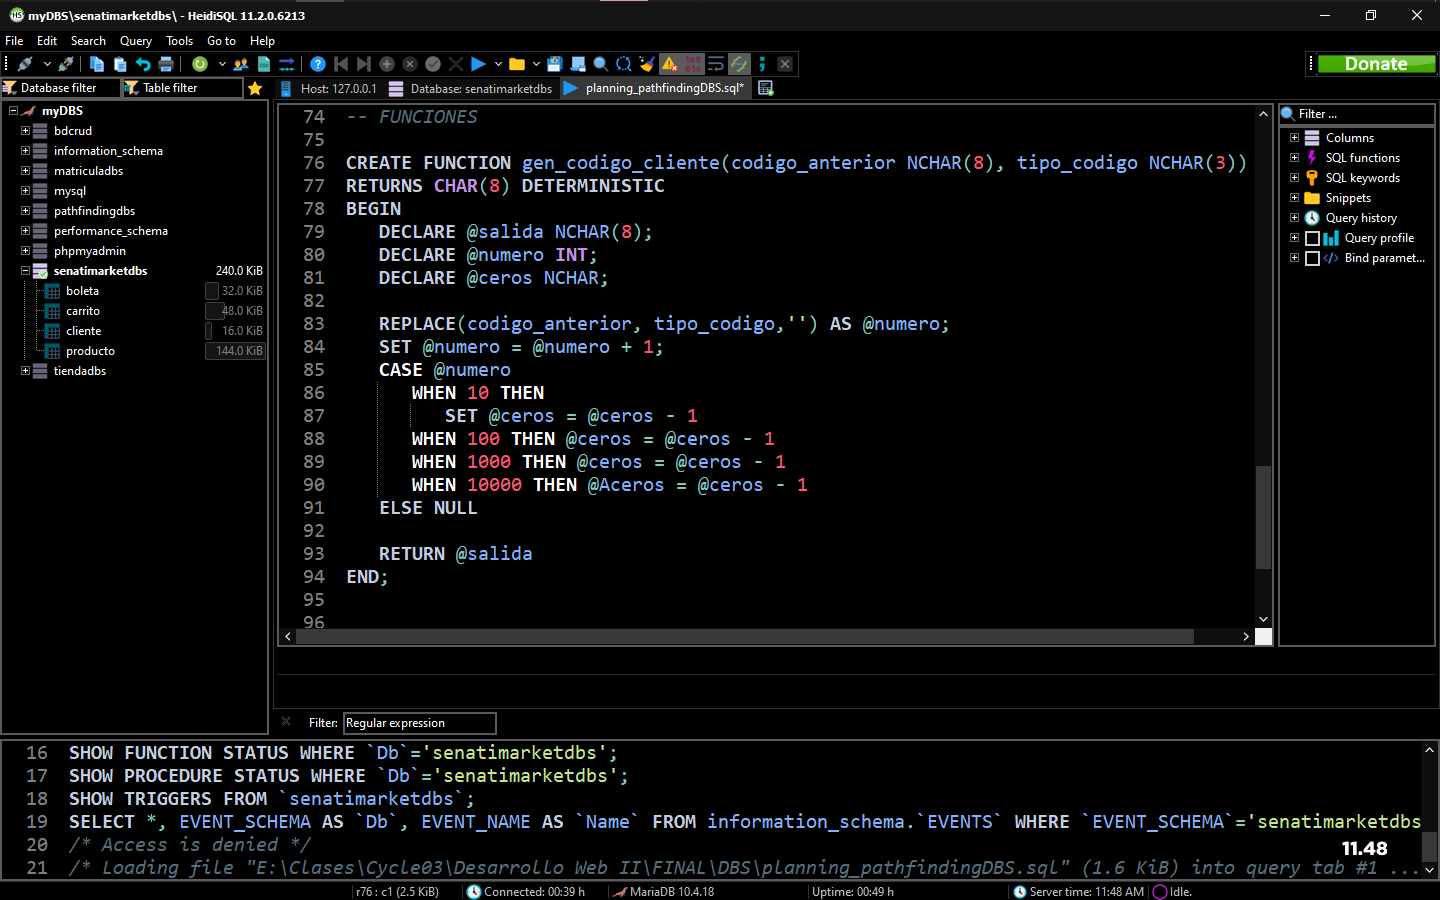 myDBS\senatimarketdbs\ - HeidiSQL 11.2.0.6213
File Edit Search Query Tools Go to Help
Donate
Database filter
Table filter
Host: 127.0.0.1
Database: senatimarketdbs
planning_pathfindingDBS.sql*
myDBS
bdcrud
information_schema
matriculadbs
mysql
pathfindingdbs
performance_schema
phpmyadmin
senatimarketdbs 240.0 KiB
boleta 32.0 KiB
carrito 48.0 KiB
cliente 16.0 KiB
producto 144.0 KiB
tiendadbs
74 -- FUNCIONES
75
76 CREATE FUNCTION gen_codigo_cliente(codigo_anterior NCHAR(8), tipo_codigo NCHAR(3))
77 RETURNS CHAR(8) DETERMINISTIC
78 BEGIN
79 DECLARE @salida NCHAR(8);
80 DECLARE @numero INT;
81 DECLARE @ceros NCHAR;
82
83 REPLACE(codigo_anterior, tipo_codigo,'') AS @numero;
84 SET @numero = @numero + 1;
85 CASE @numero
86 WHEN 10 THEN
87 SET @ceros = @ceros - 1
88 WHEN 100 THEN @ceros = @ceros - 1
89 WHEN 1000 THEN @ceros = @ceros - 1
90 WHEN 10000 THEN @Aceros = @ceros - 1
91 ELSE NULL
92
93 RETURN @salida
94 END;
95
96
Filter ...
Columns
SQL functions
SQL keywords
Snippets
Query history
Query profile
Bind paramet...
Filter: Regular expression
16 SHOW FUNCTION STATUS WHERE `Db`='senatimarketdbs';
17 SHOW PROCEDURE STATUS WHERE `Db`='senatimarketdbs';
18 SHOW TRIGGERS FROM `senatimarketdbs`;
19 SELECT *, EVENT_SCHEMA AS `Db`, EVENT_NAME AS `Name` FROM information_schema.`EVENTS` WHERE `EVENT_SCHEMA`='senatimarketdbs
20 /* Access is denied */
21 /* Loading file "E:\Clases\Cycle03\Desarrollo Web II\FINAL\DBS\planning_pathfindingDBS.sql" (1.6 KiB) into query tab #1 ...
11.48
r76 : c1 (2.5 KiB)
Connected: 00:39 h
MariaDB 10.4.18
Uptime: 00:49 h
Server time: 11:48 AM
Idle.